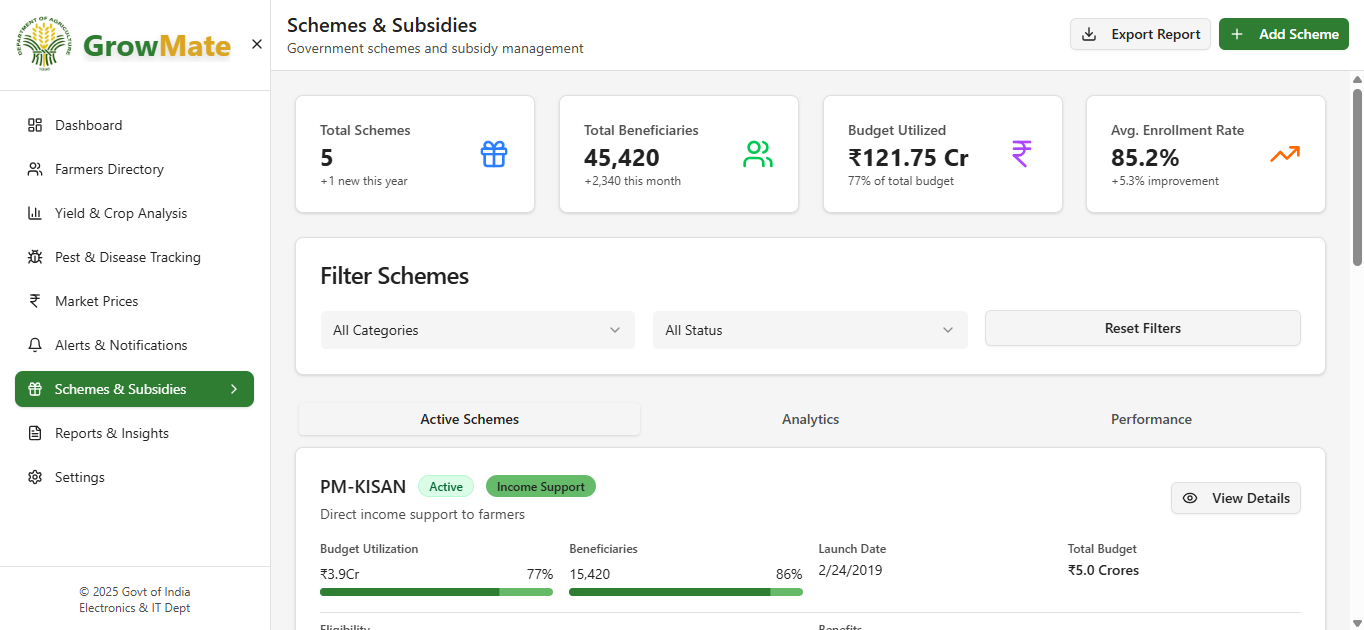 DEPARTMENT OF AGRICULTURE
GrowMate
Dashboard
Farmers Directory
Yield & Crop Analysis
Pest & Disease Tracking
Market Prices
Alerts & Notifications
Schemes & Subsidies
Reports & Insights
Settings
© 2025 Govt of India
Electronics & IT Dept
Schemes & Subsidies
Government schemes and subsidy management
Export Report
Add Scheme
Total Schemes
5
+1 new this year
Total Beneficiaries
45,420
+2,340 this month
Budget Utilized
₹121.75 Cr
77% of total budget
Avg. Enrollment Rate
85.2%
+5.3% improvement
Filter Schemes
All Categories
All Status
Reset Filters
Active Schemes
Analytics
Performance
PM-KISAN
Active
Income Support
View Details
Direct income support to farmers
Budget Utilization
₹3.9Cr 77%
Beneficiaries
15,420 86%
Launch Date
2/24/2019
Total Budget
₹5.0 Crores
Eligibility
Benefits